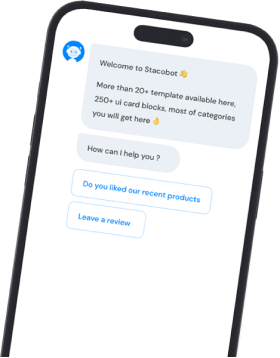 Welcome to Stacobot 👋
More than 20+ template available here,
250+ ui card blocks, most of categories
you will get here 👌
How can I help you ?
Do you liked our recent products
Leave a review